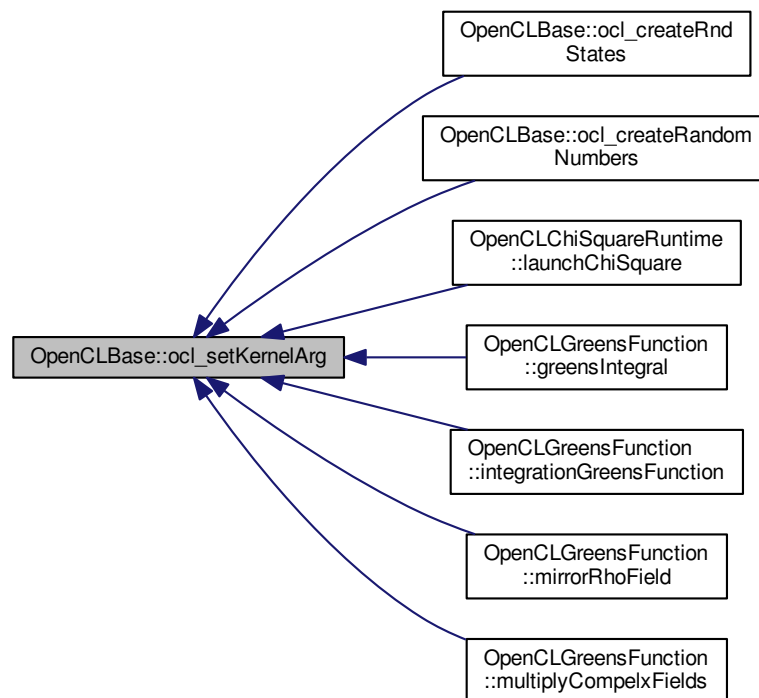 OpenCLBase::ocl_createRnd
States
OpenCLBase::ocl_createRandom
Numbers
OpenCLChiSquareRuntime
::launchChiSquare
OpenCLBase::ocl_setKernelArg
OpenCLGreensFunction
::greensIntegral
OpenCLGreensFunction
::integrationGreensFunction
OpenCLGreensFunction
::mirrorRhoField
OpenCLGreensFunction
::multiplyCompelxFields